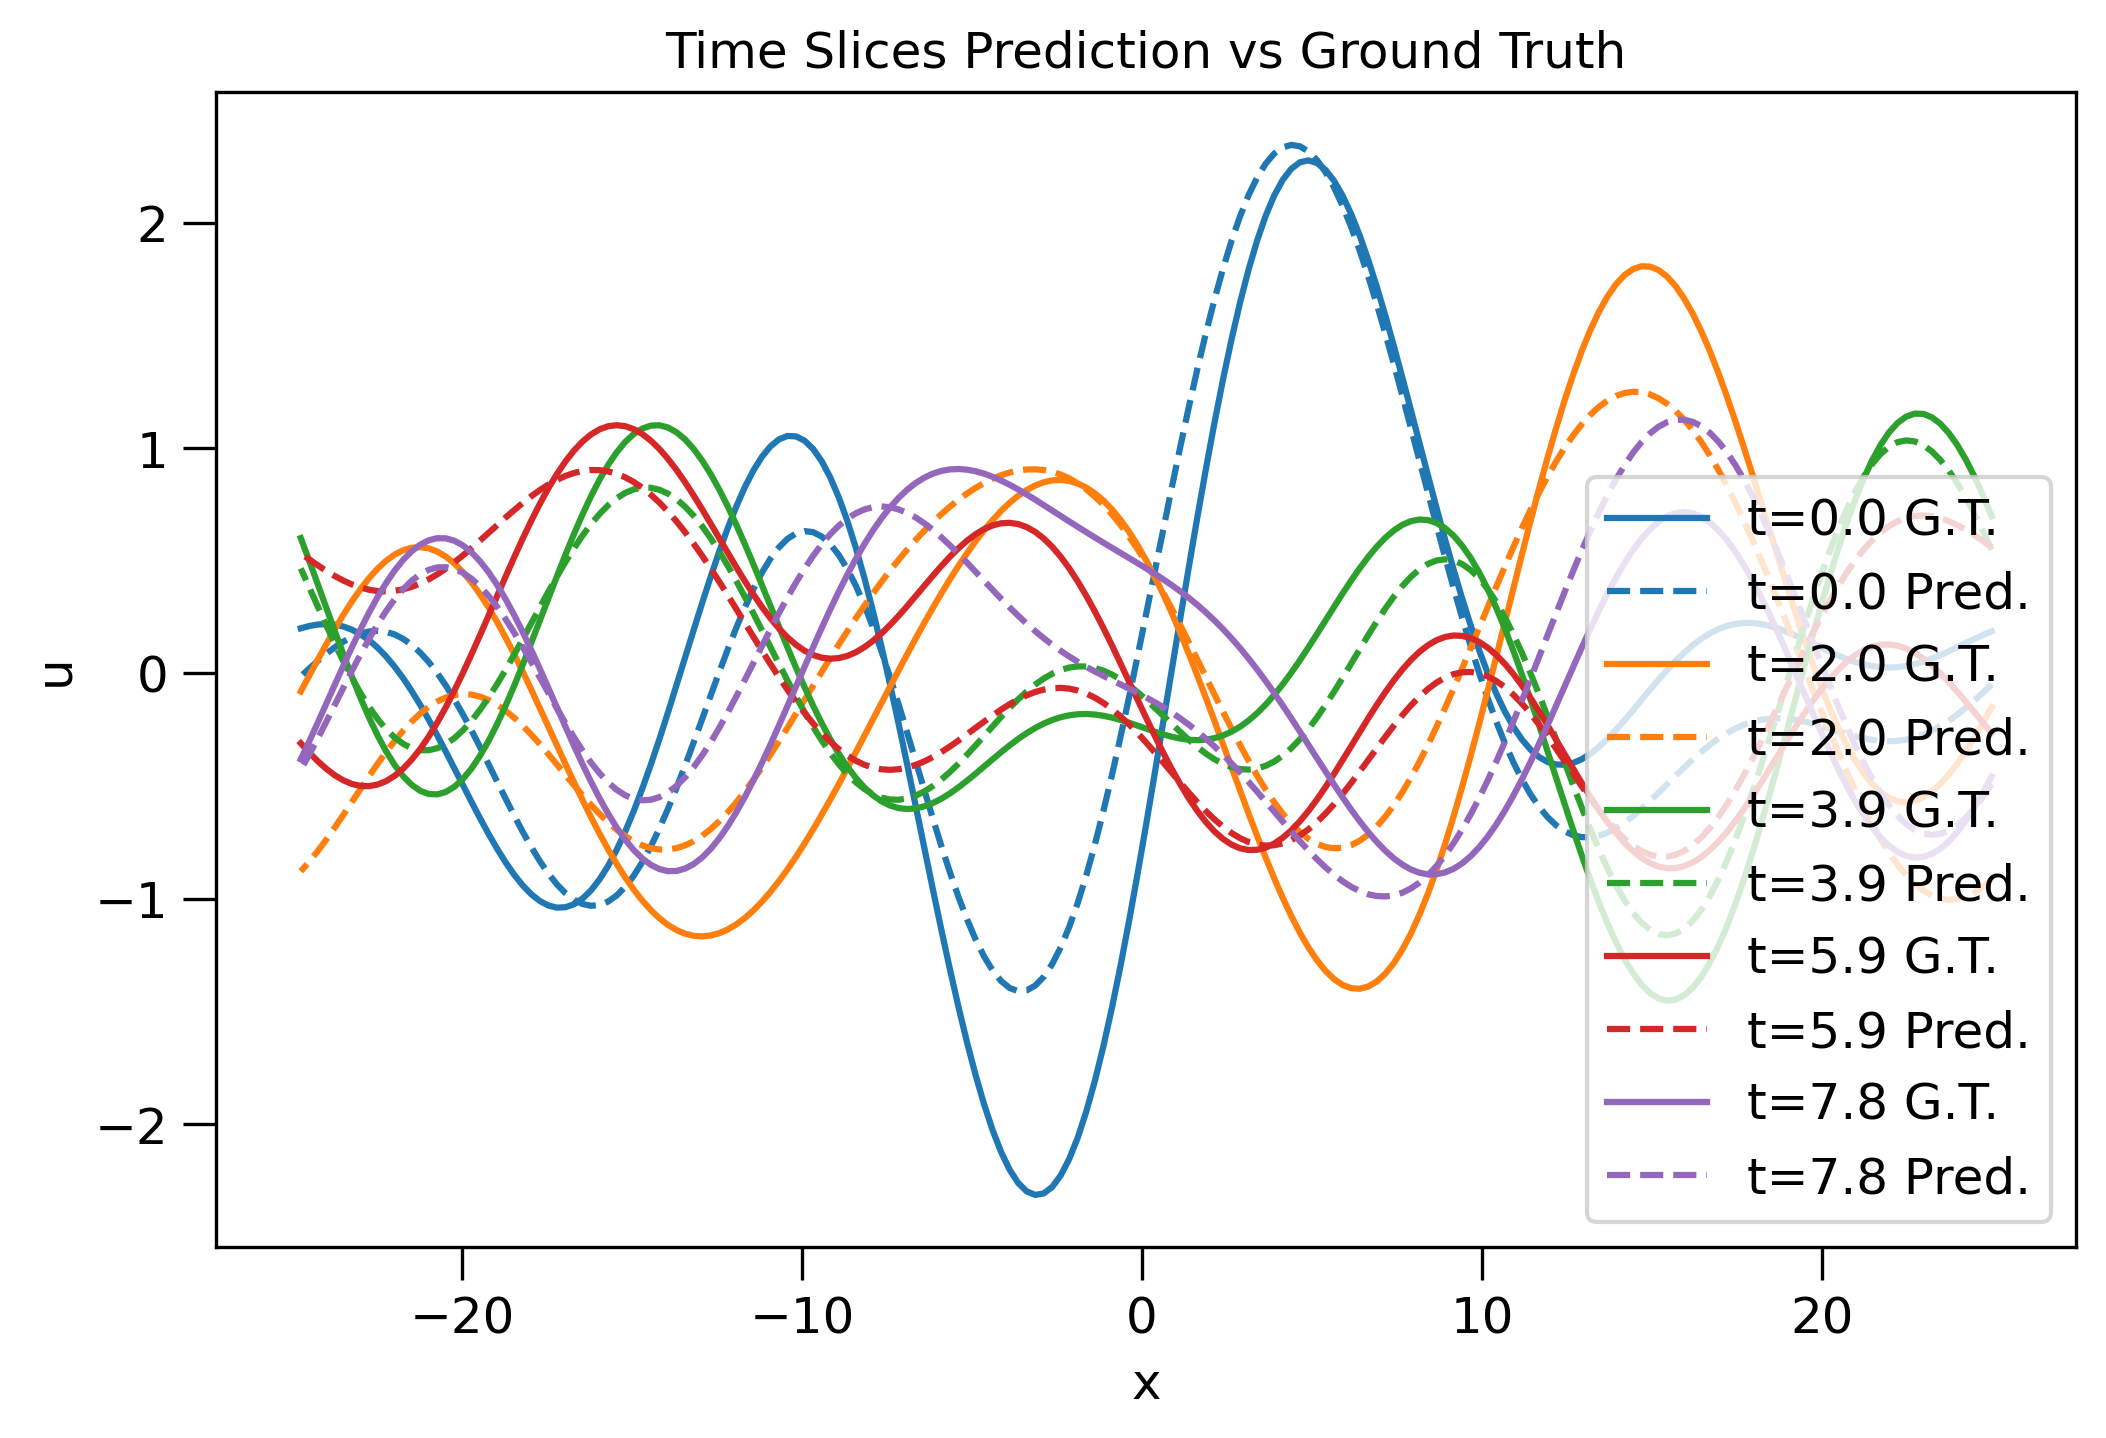 Time Slices Prediction vs Ground Truth
2
1
0
−1
−2
u
−20
−10
0
10
20
x
t=0.0 G.T.
t=0.0 Pred.
t=2.0 G.T.
t=2.0 Pred.
t=3.9 G.T.
t=3.9 Pred.
t=5.9 G.T.
t=5.9 Pred.
t=7.8 G.T.
t=7.8 Pred.